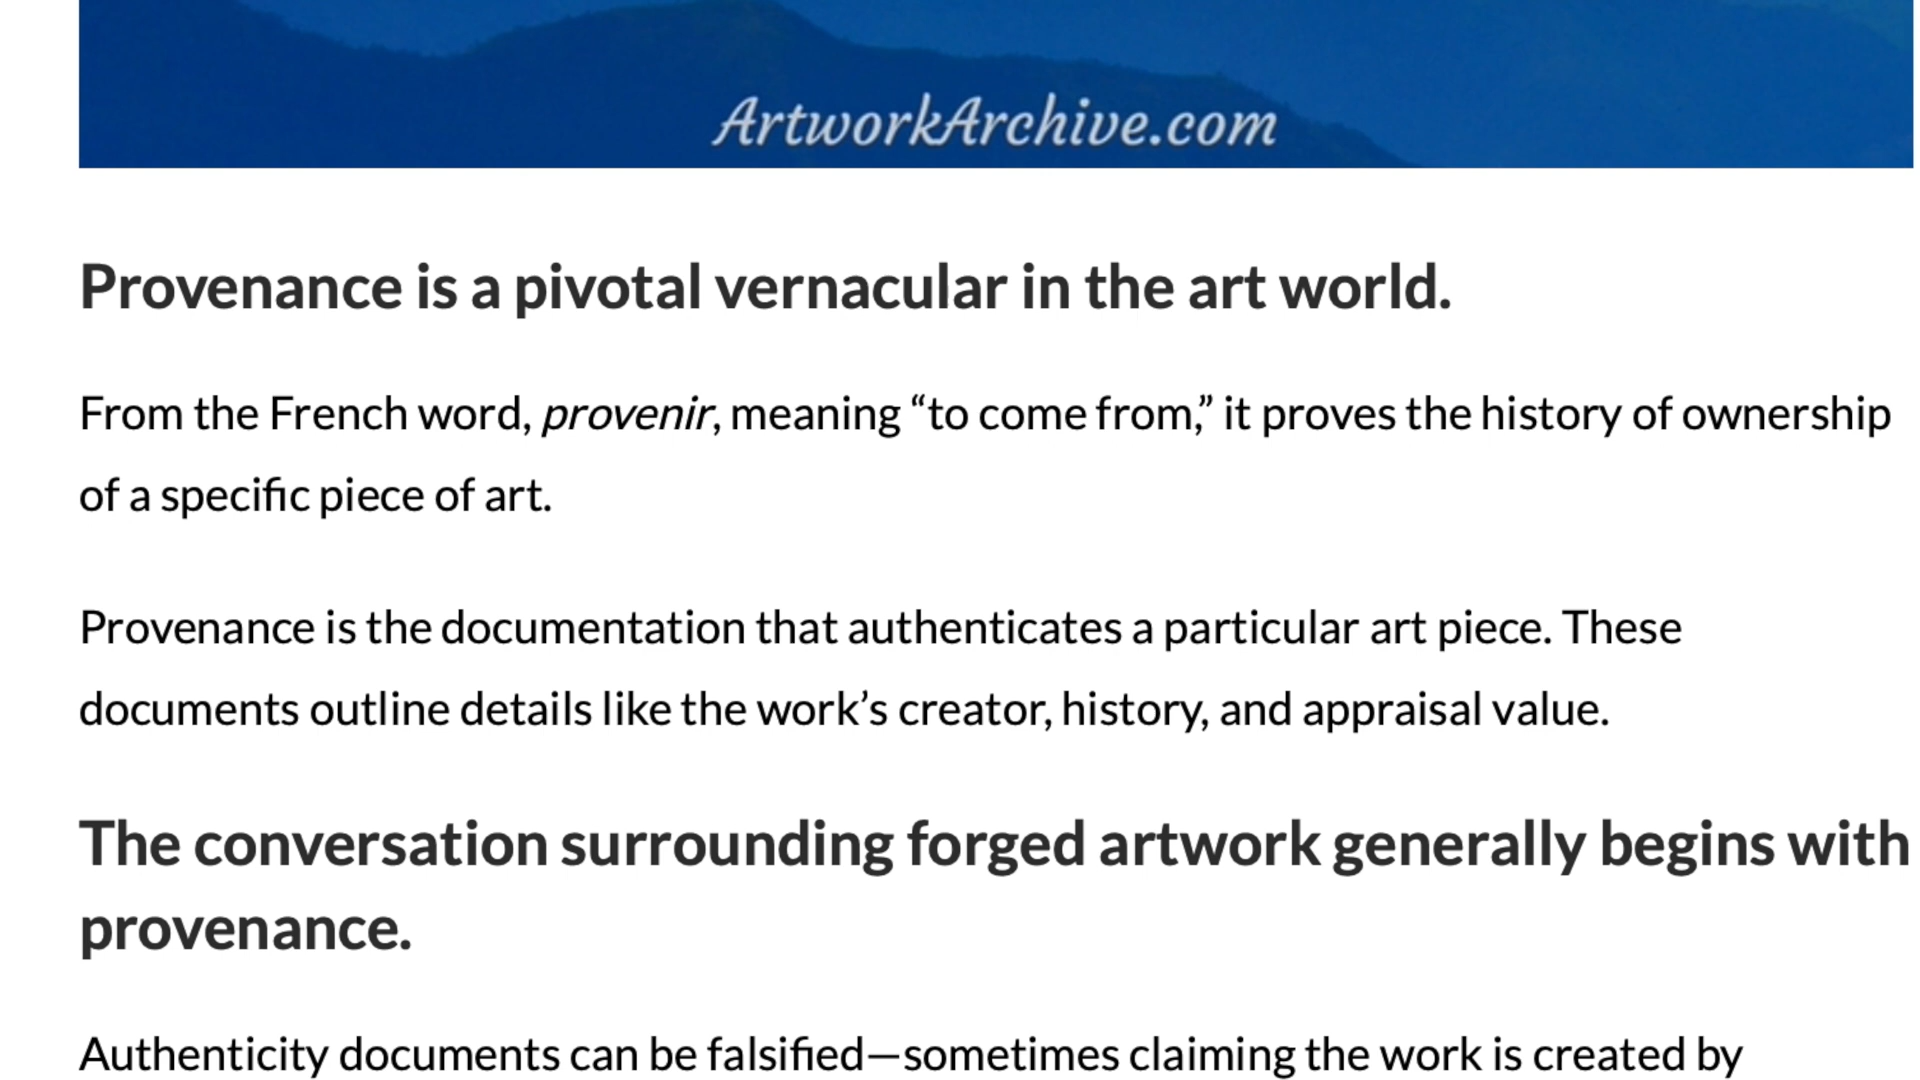 ArtworkArchive.com
Provenance is a pivotal vernacular in the art world.
From the French word, provenir, meaning “to come from,” it proves the history of ownership
of a specific piece of art.
Provenance is the documentation that authenticates a particular art piece. These
documents outline details like the work’s creator, history, and appraisal value.
The conversation surrounding forged artwork generally begins with
provenance.
Authenticity documents can be falsified—sometimes claiming the work is created by